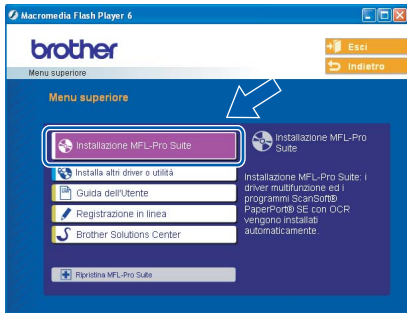 Macromedia Flash Player 6
brother
Esci
Indietro
Menu superiore
Menu superiore
Installazione MFL-Pro Suite
Installa altri driver o utilità
Guida dell'Utente
Registrazione in linea
Brother Solutions Center
Ripristina MFL-Pro Suite
Installazione MFL-Pro
Suite
Installazione MFL-Pro Suite: i
driver multifunzione ed i
programmi ScanSoft®
PaperPort® SE con OCR
vengono installati
automaticamente.